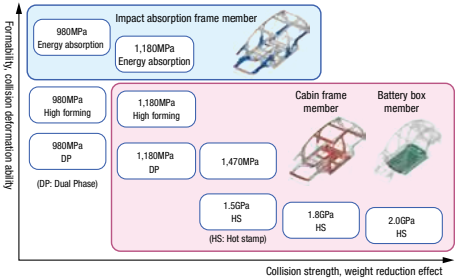 Formability, collision deformation ability
Impact absorption frame member
980MPa
Energy absorption
1,180MPa
Energy absorption
980MPa
High forming
1,180MPa
High forming
Cabin frame
member
Battery box
member
980MPa
DP
1,180MPa
DP
1,470MPa
(DP: Dual Phase)
1.5GPa
HS
1.8GPa
HS
2.0GPa
HS
(HS: Hot stamp)
Collision strength, weight reduction effect